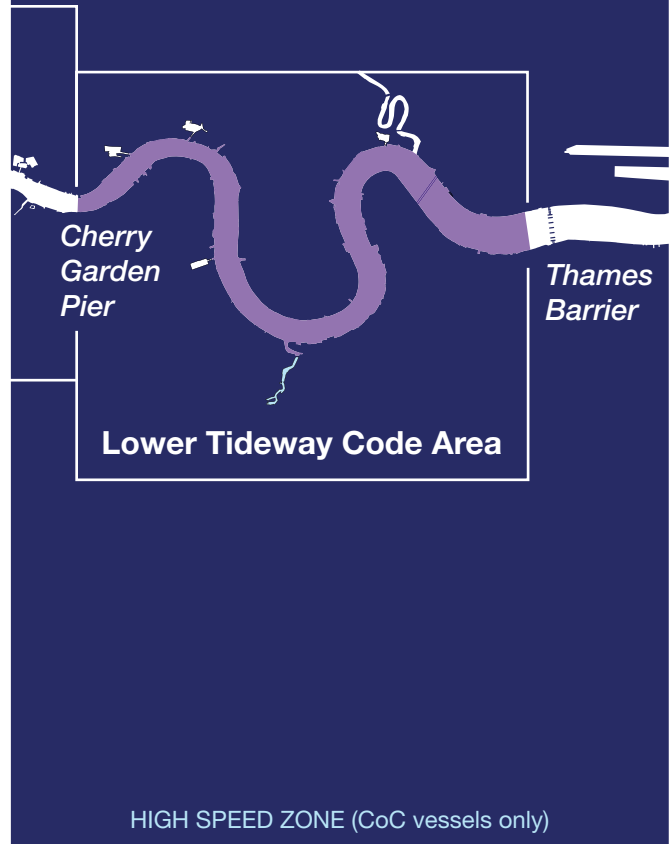 Cherry
Garden
Pier
Thames
Barrier
Lower Tideway Code Area
HIGH SPEED ZONE (CoC vessels only)